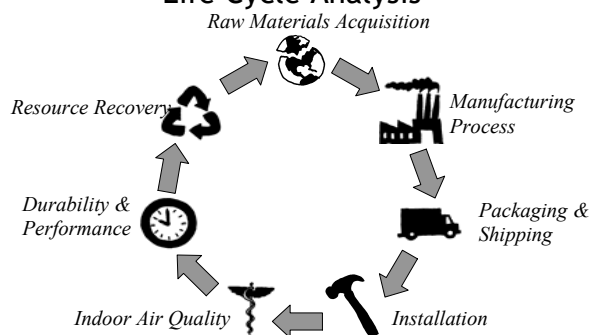 Life Cycle Analysis
Raw Materials Acquisition
Manufacturing
Process
Packaging &
Shipping
Installation
Indoor Air Quality
Durability &
Performance
Resource Recovery